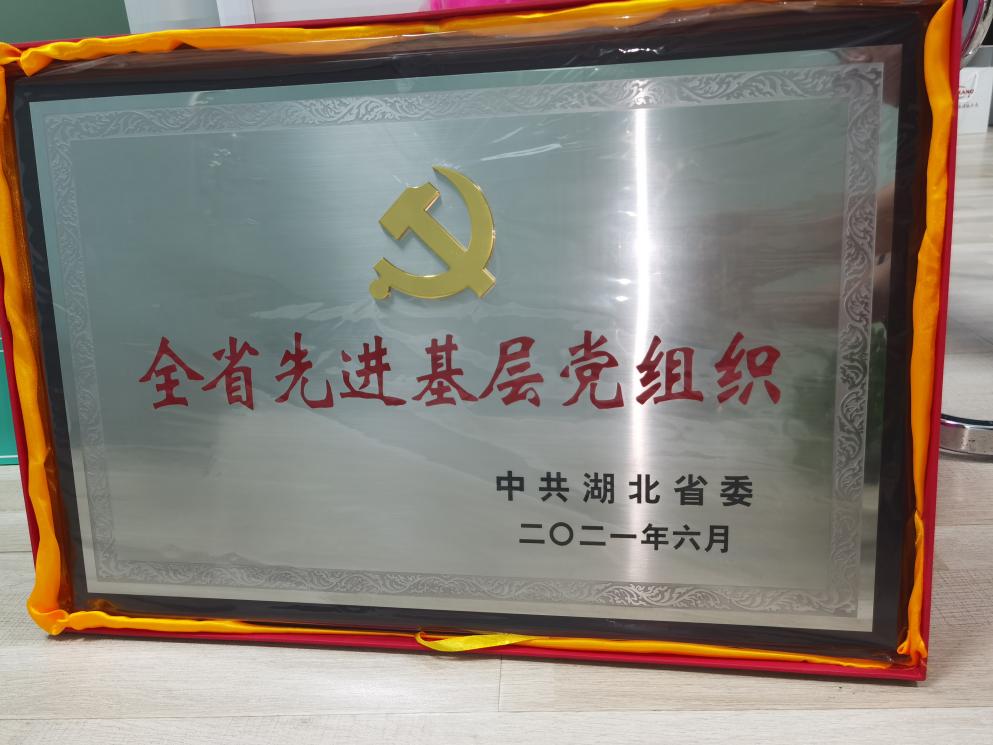 全省先进基层党组织
中共湖北省委
二〇二一年六月